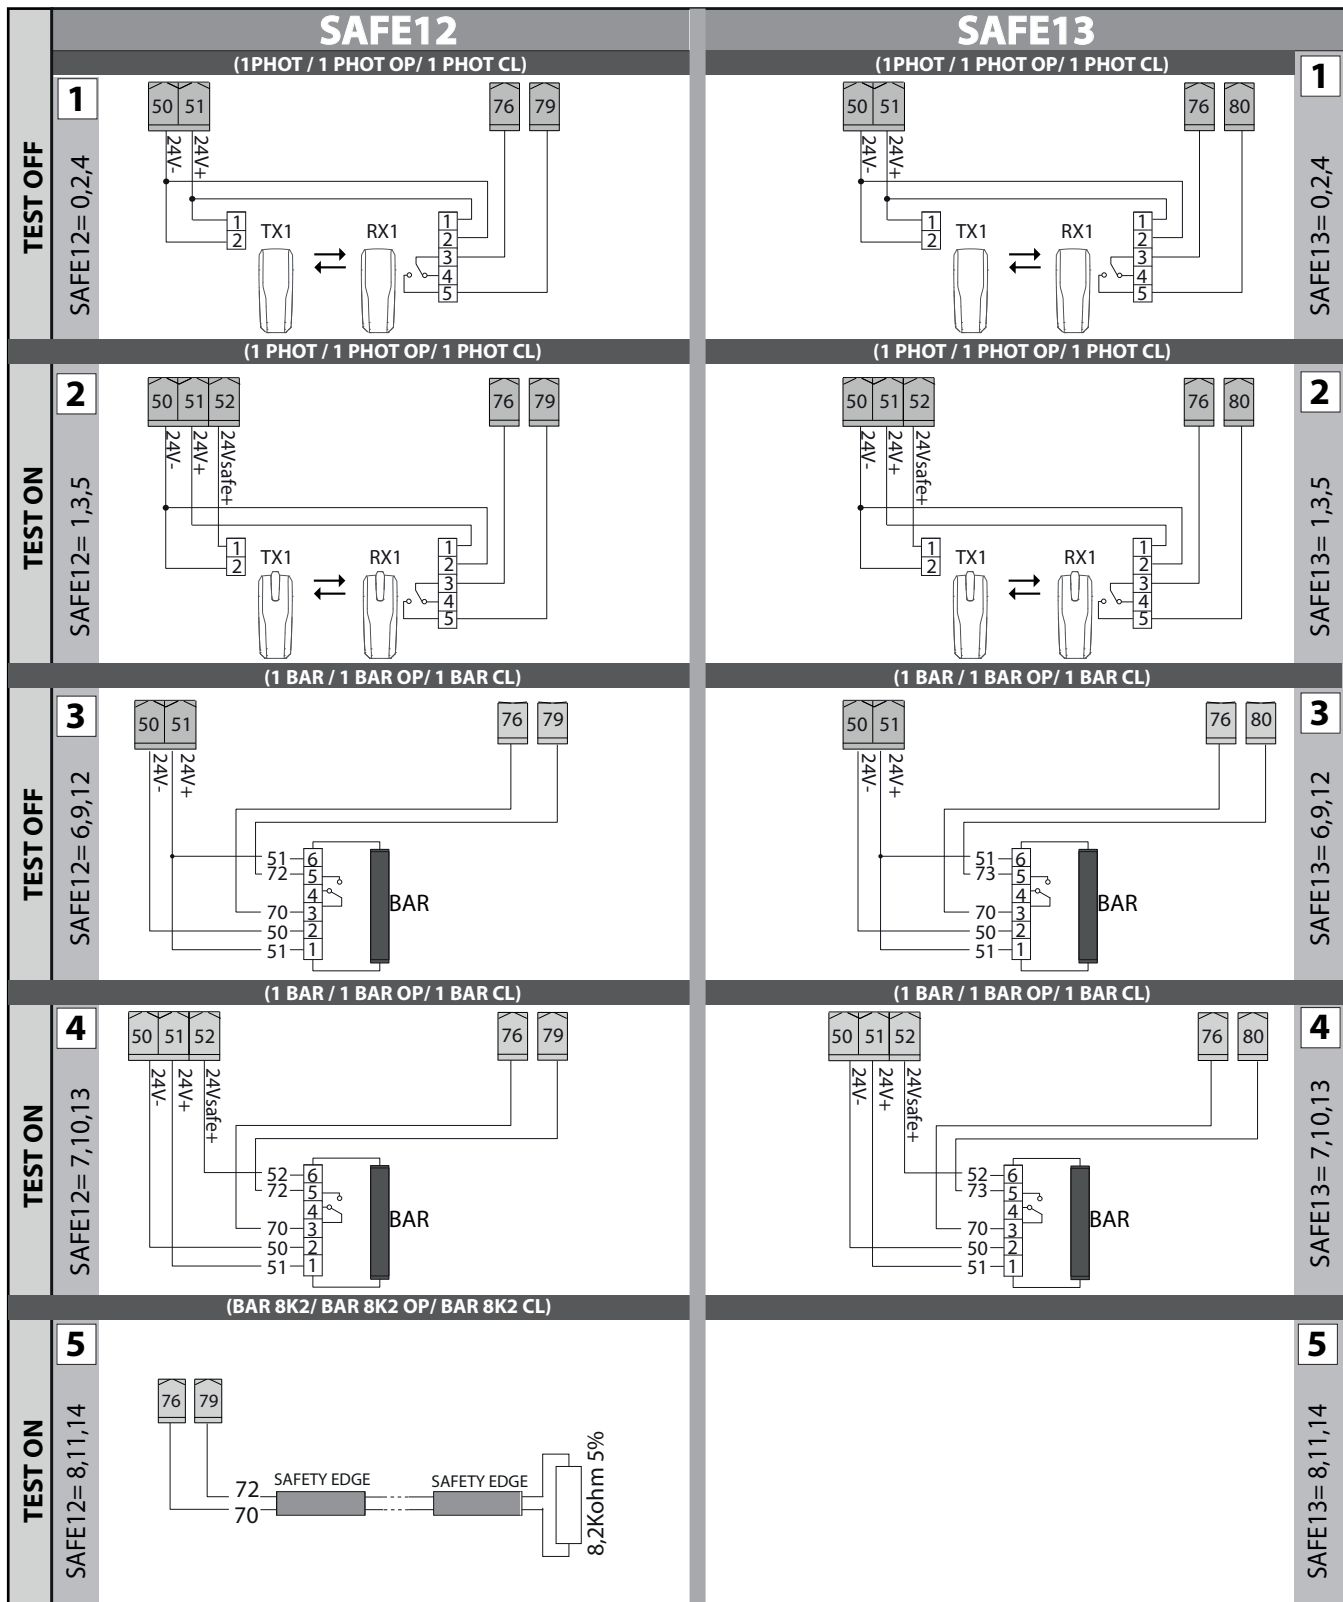 SAFE12
SAFE13
(1PHOT / 1 PHOT OP/ 1 PHOT CL)
(1PHOT / 1 PHOT OP/ 1 PHOT CL)
TEST OFF
1
SAFE12= 0,2,4
50 51 76 79
24V-
24V+
1
2
TX1
RX1
1
2
3
4
5
50 51 76 80
24V-
24V+
1
2
TX1
RX1
1
2
3
4
5
1
SAFE13= 0,2,4
(1 PHOT / 1 PHOT OP/ 1 PHOT CL)
(1 PHOT / 1 PHOT OP/ 1 PHOT CL)
TEST ON
2
SAFE12= 1,3,5
50 51 52 76 79
24V-
24V+
24Vsafe+
1
2
TX1
RX1
1
2
3
4
5
50 51 52 76 80
24V-
24V+
24Vsafe+
1
2
TX1
RX1
1
2
3
4
5
2
SAFE13= 1,3,5
(1 BAR / 1 BAR OP/ 1 BAR CL)
(1 BAR / 1 BAR OP/ 1 BAR CL)
TEST OFF
3
SAFE12= 6,9,12
50 51 76 79
24V-
24V+
51 6
72 5
4
70 3
50 2
51 1
BAR
50 51 76 80
24V-
24V+
51 6
73 5
4
70 3
50 2
51 1
BAR
3
SAFE13= 6,9,12
(1 BAR / 1 BAR OP/ 1 BAR CL)
(1 BAR / 1 BAR OP/ 1 BAR CL)
TEST ON
4
SAFE12= 7,10,13
50 51 52 76 79
24V-
24V+
24Vsafe+
52 6
72 5
4
70 3
50 2
51 1
BAR
50 51 52 76 80
24V-
24V+
24Vsafe+
52 6
73 5
4
70 3
50 2
51 1
BAR
4
SAFE13= 7,10,13
(BAR 8K2/ BAR 8K2 OP/ BAR 8K2 CL)
TEST ON
5
SAFE12= 8,11,14
76 79
72
70
SAFETY EDGE
SAFETY EDGE
8,2Kohm 5%
5
SAFE13= 8,11,14